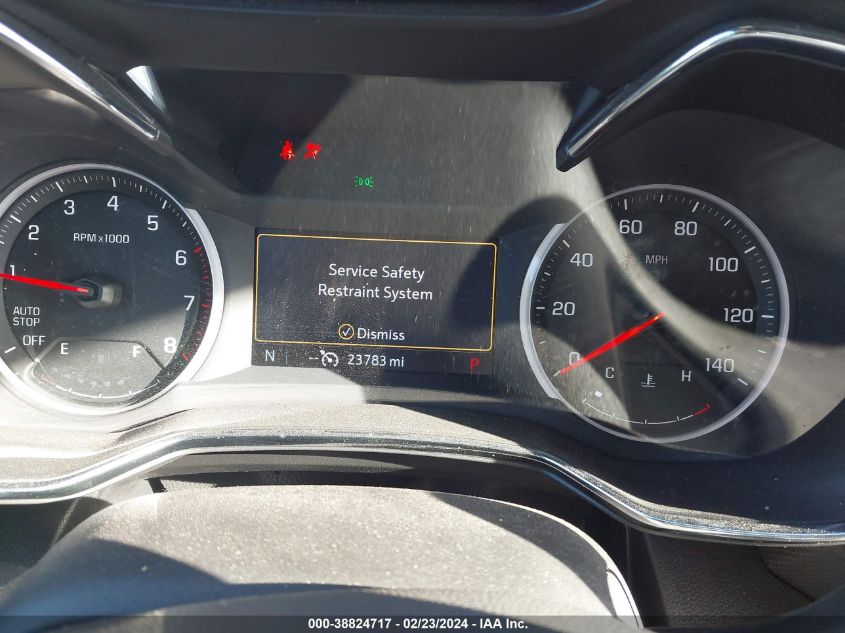 1 2 3 4 5 6 7 8
RPM x 1000
AUTO
STOP
OFF
E F
Service Safety
Restraint System
Dismiss
N -- 23783 mi P
0 20 40 60 80 100 120 140
MPH
C H
000-38824717 - 02/23/2024 - IAA Inc.